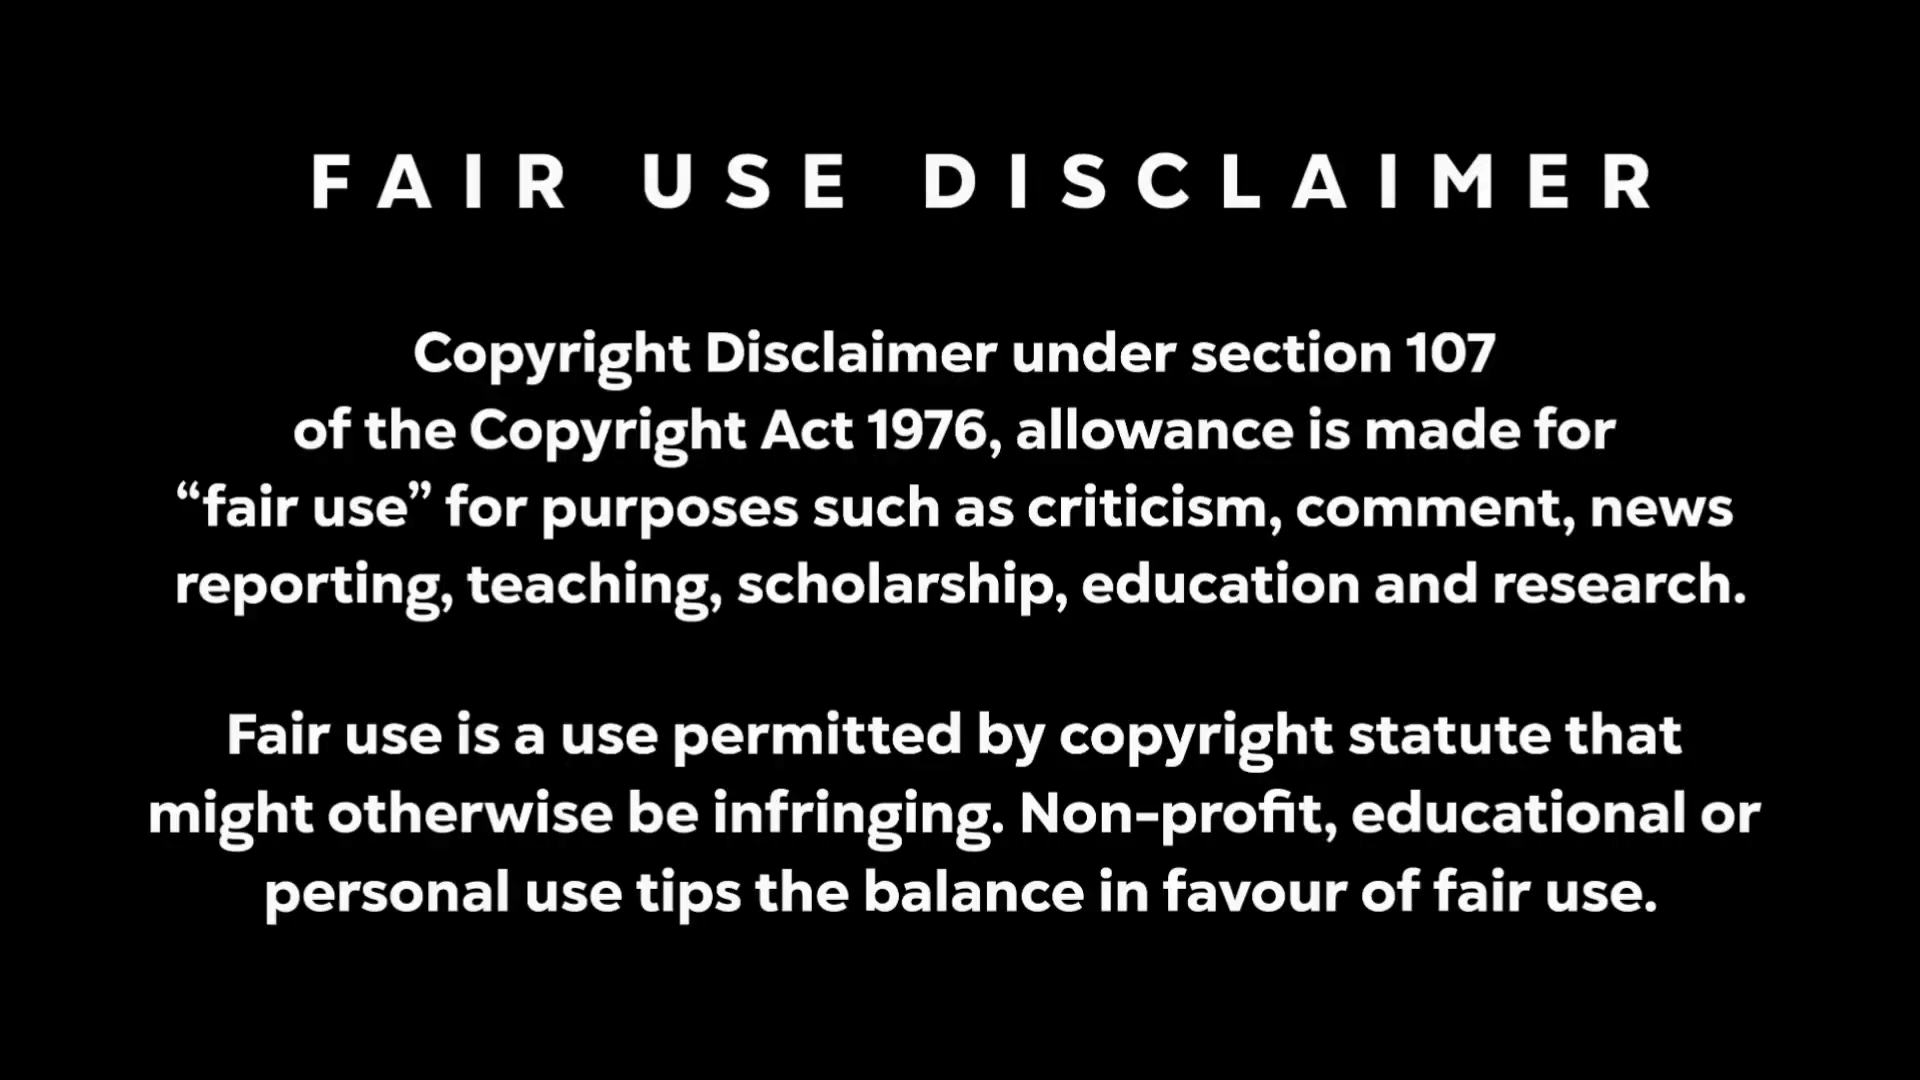 FAIR USE DISCLAIMER
Copyright Disclaimer under section 107
of the Copyright Act 1976, allowance is made for
“fair use” for purposes such as criticism, comment, news
reporting, teaching, scholarship, education and research.
Fair use is a use permitted by copyright statute that
might otherwise be infringing. Non-profit, educational or
personal use tips the balance in favour of fair use.